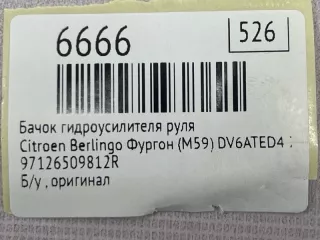 6666
526
Бачок гидроусилителя руля
Citroen Berlingo Фургон (M59) DV6ATED4
97126509812R
Б/у , оригинал